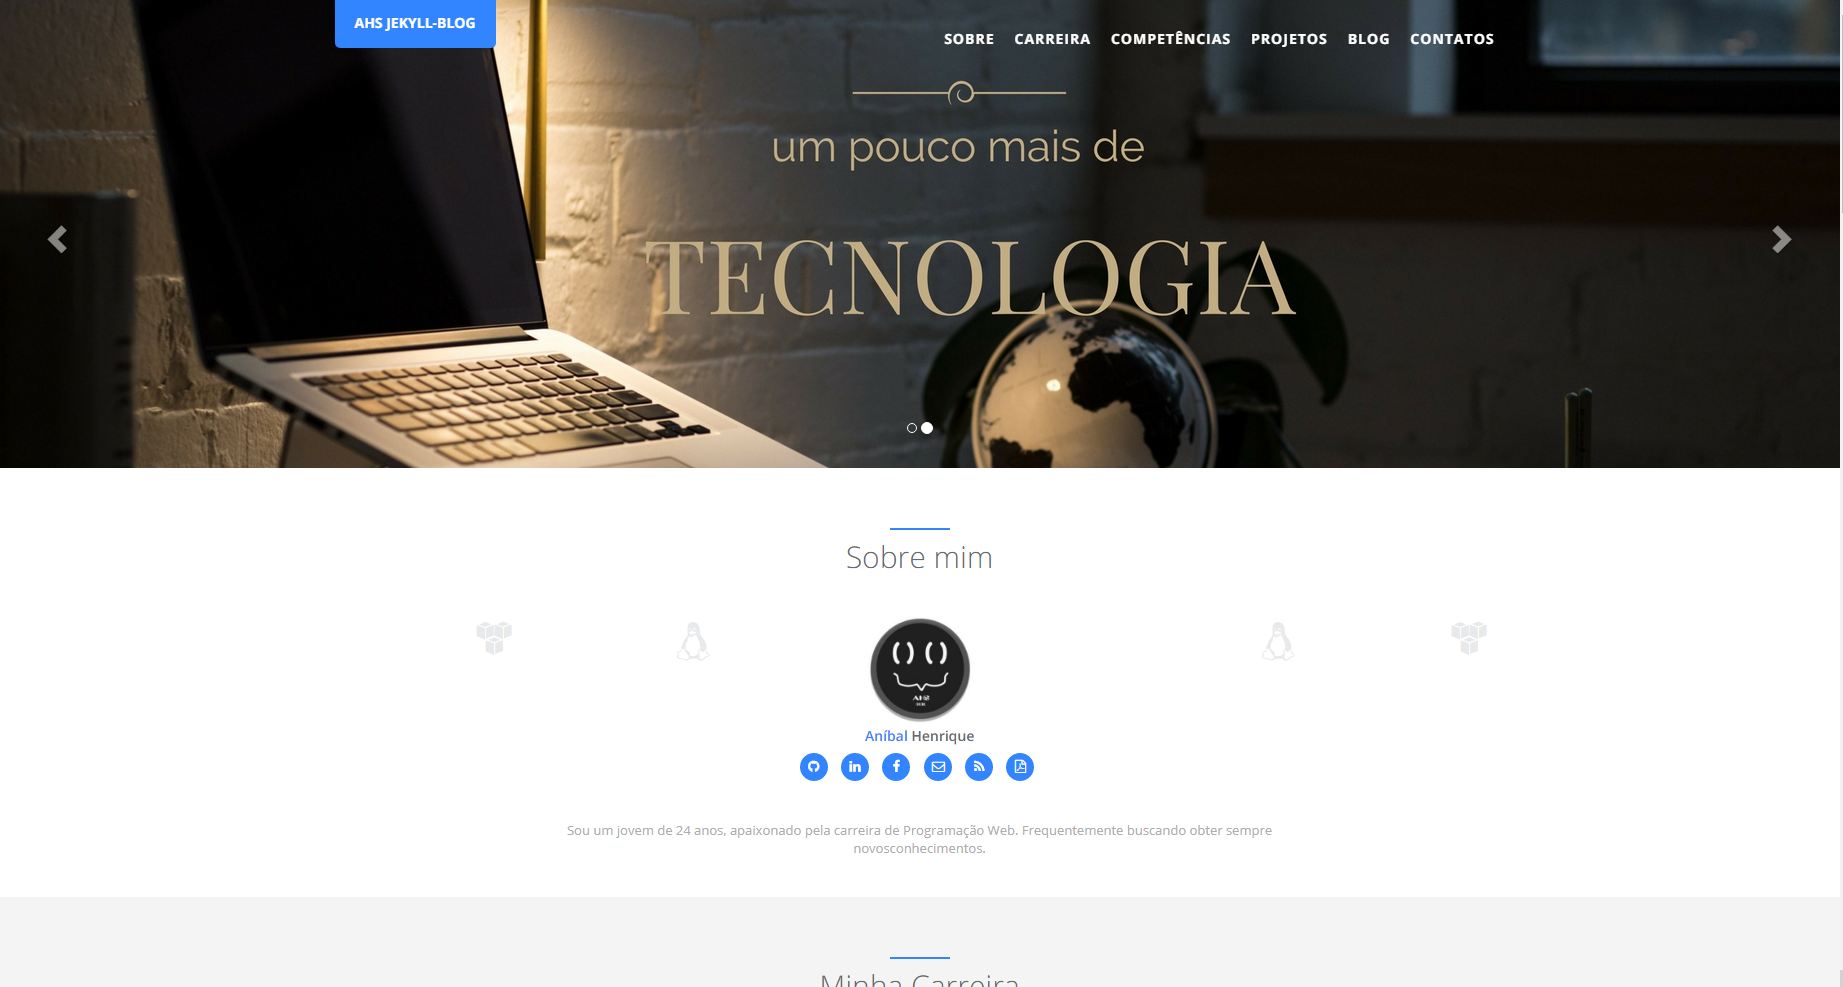 AHS JEKYLL-BLOG
SOBRE CARREIRA COMPETÊNCIAS PROJETOS BLOG CONTATOS
um pouco mais de
TECNOLOGIA
Sobre mim
AHS
Aníbal Henrique
Sou um jovem de 24 anos, apaixonado pela carreira de Programação Web. Frequentemente buscando obter sempre
novosconhecimentos.
Minha Carreira